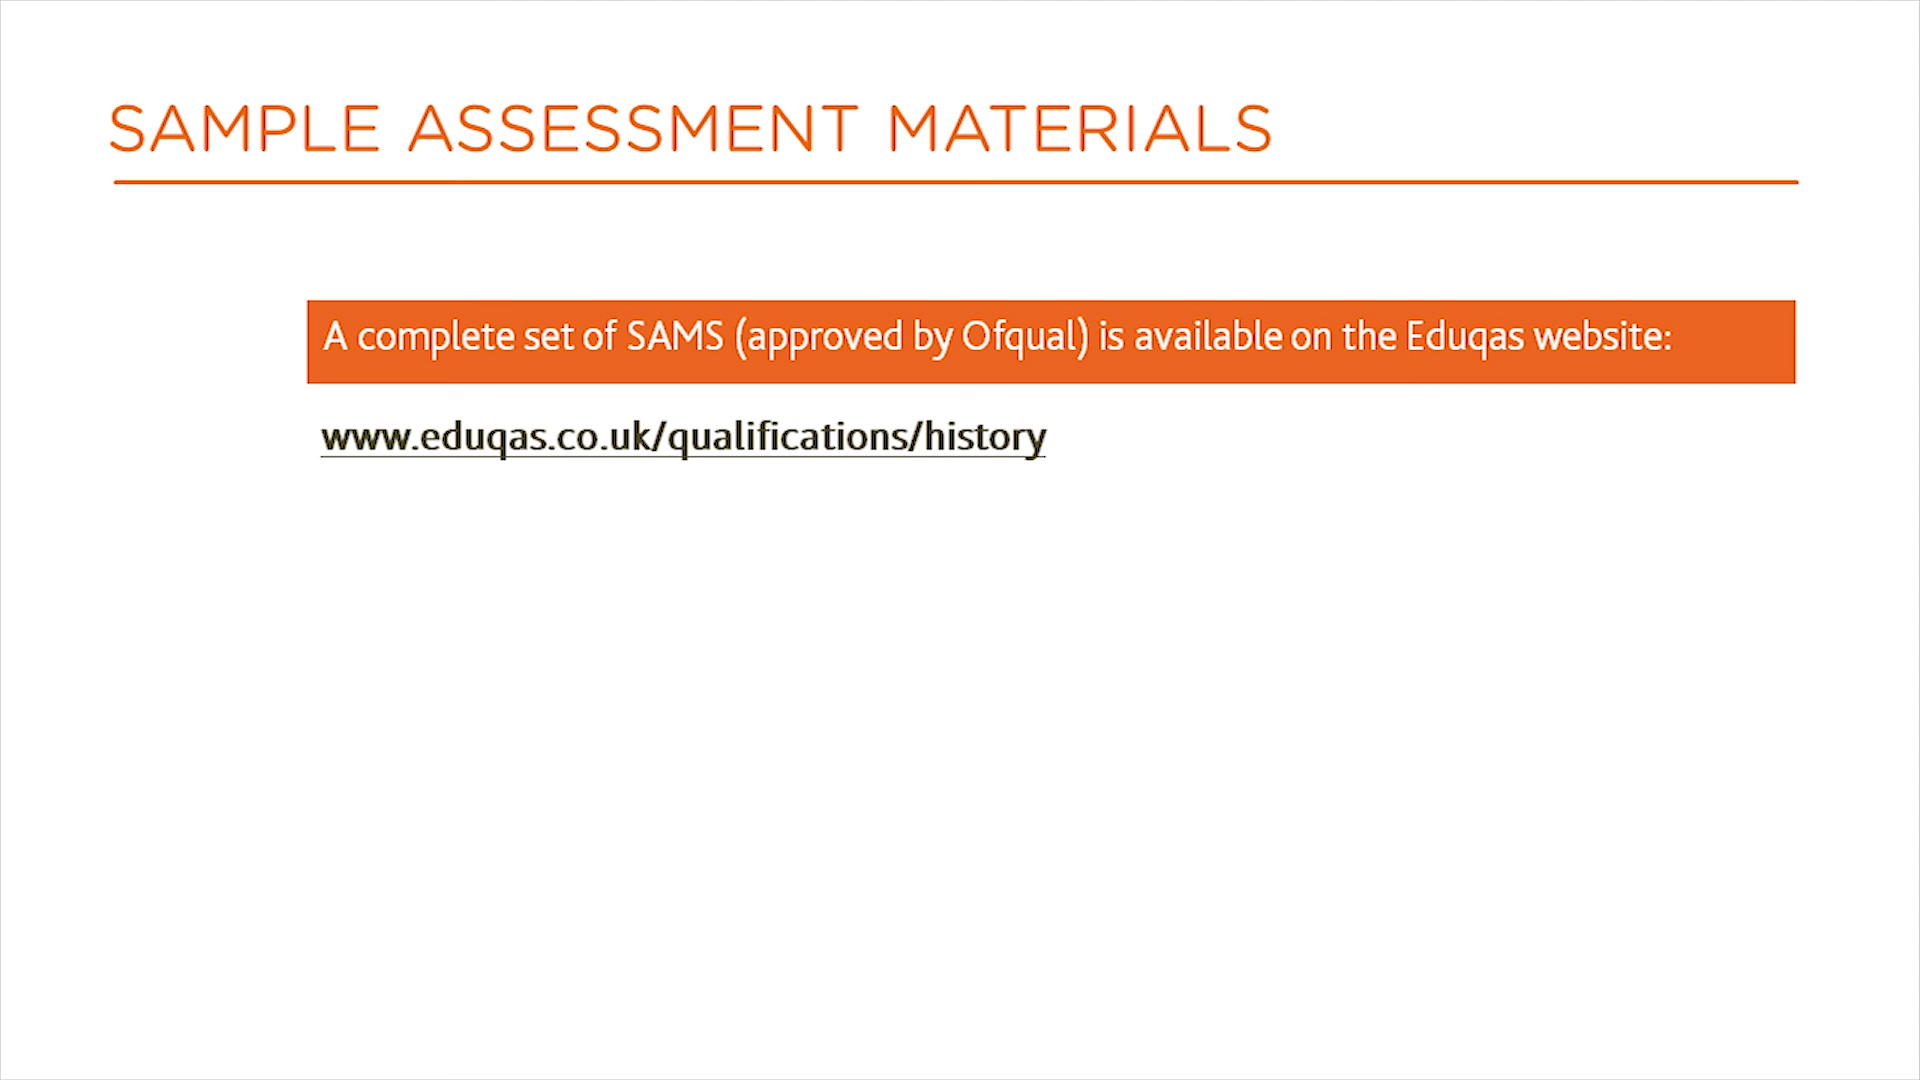 SAMPLE ASSESSMENT MATERIALS
A complete set of SAMS (approved by Ofqual) is available on the Eduqas website:
www.eduqas.co.uk/qualifications/history